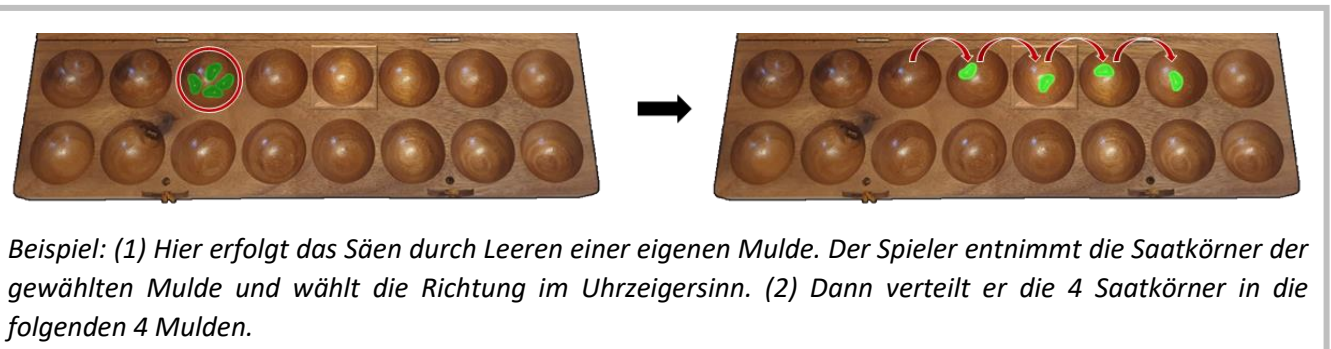 Beispiel: (1) Hier erfolgt das Säen durch Leeren einer eigenen Mulde. Der Spieler entnimmt die Saatkörner der
gewählten Mulde und wählt die Richtung im Uhrzeigersinn. (2) Dann verteilt er die 4 Saatkörner in die
folgenden 4 Mulden.